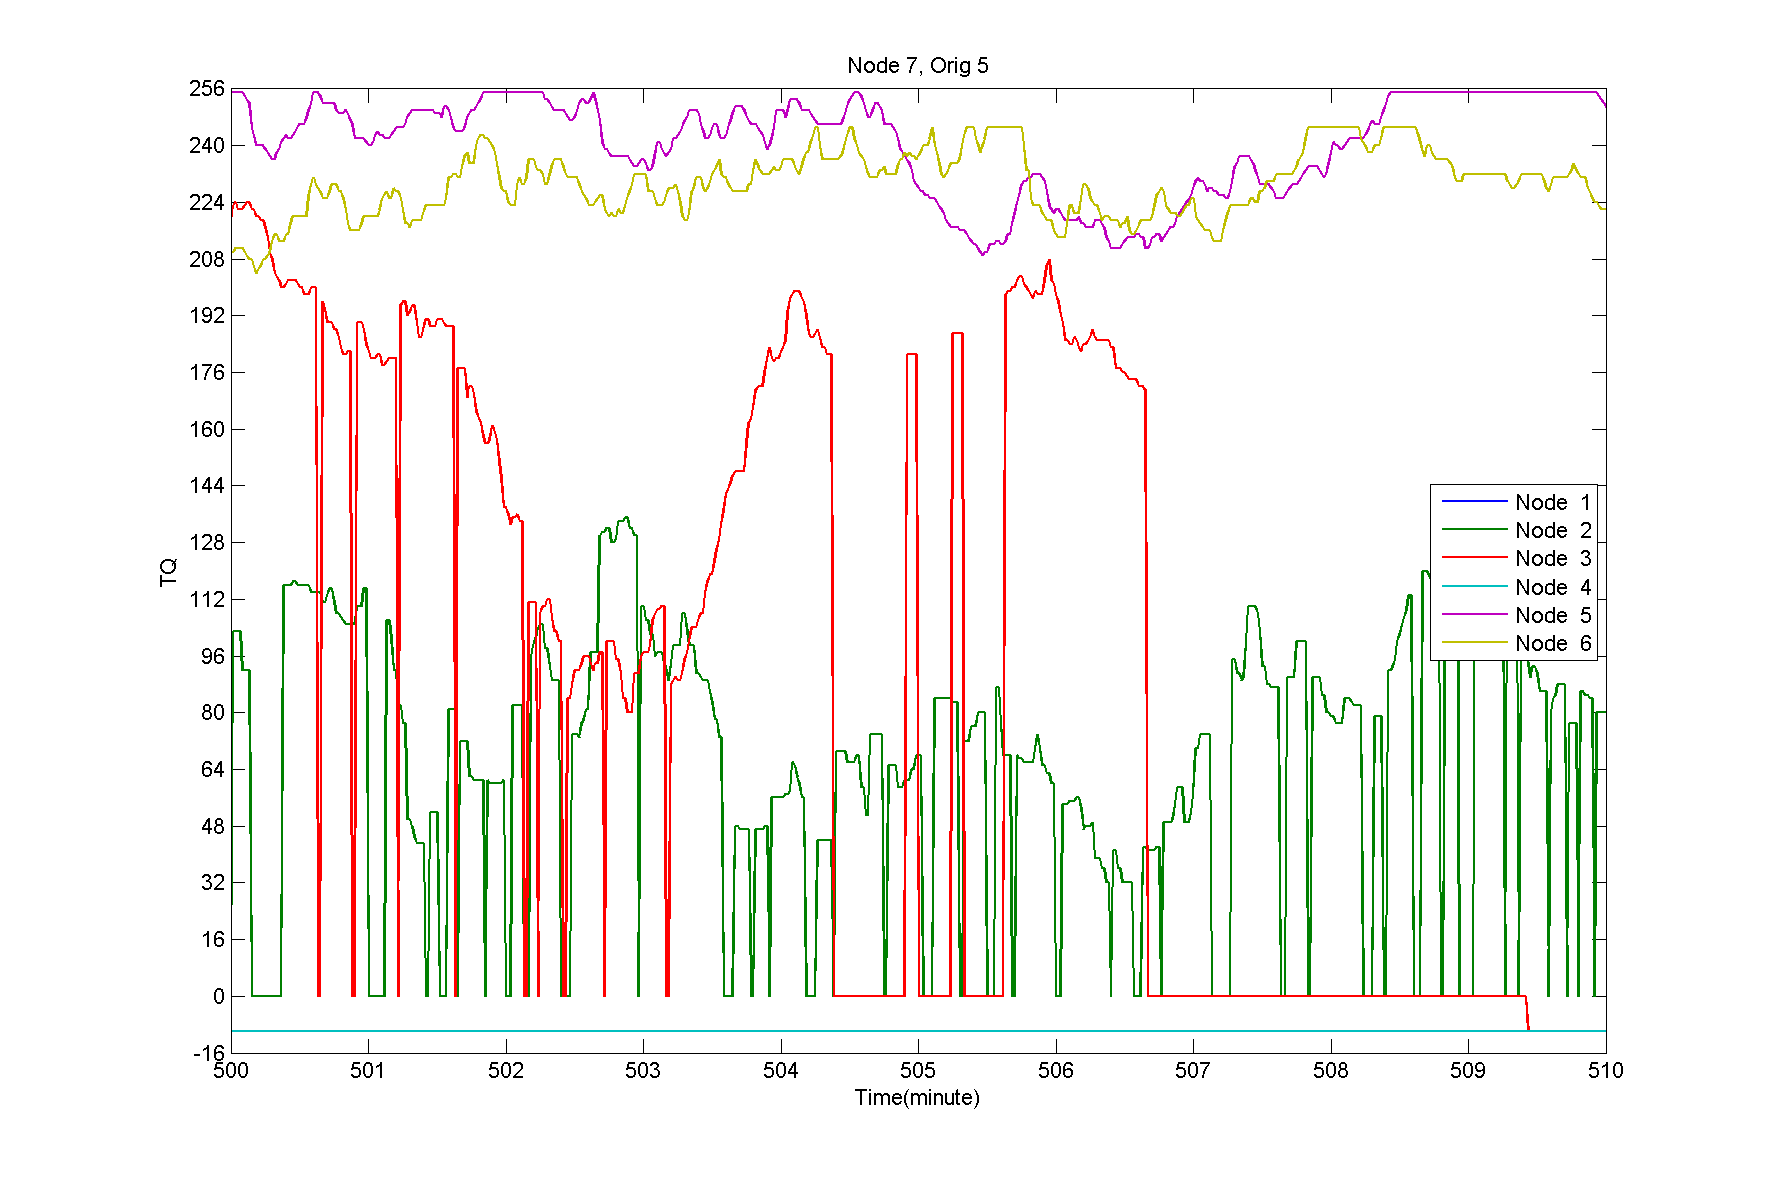 Node 7, Orig 5
256
240
224
208
192
176
160
144
128
112
96
80
64
48
32
16
0
-16
TQ
Node 1
Node 2
Node 3
Node 4
Node 5
Node 6
500 501 502 503 504 505 506 507 508 509 510
Time(minute)